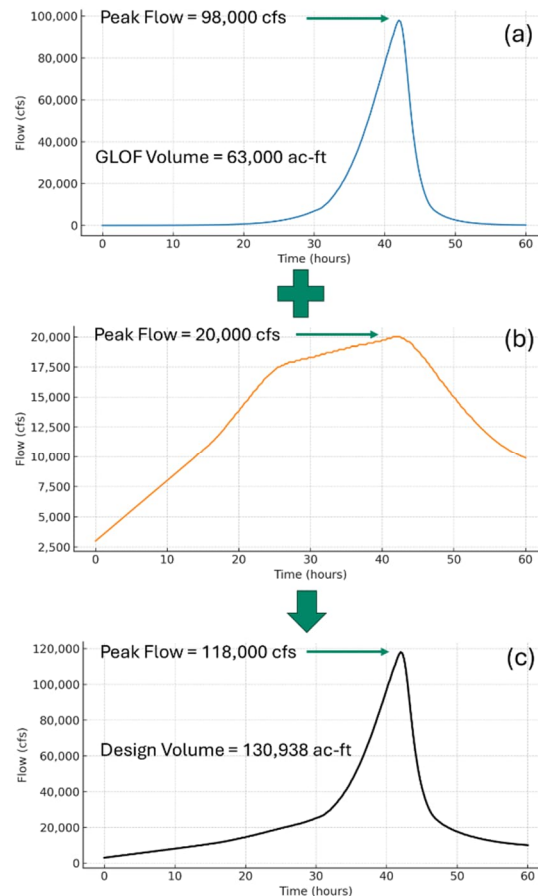 Peak Flow = 98,000 cfs
(a)
100,000
80,000
60,000
40,000
20,000
0
Flow (cfs)
GLOF Volume = 63,000 ac-ft
0 10 20 30 40 50 60
Time (hours)
Peak Flow = 20,000 cfs
(b)
20,000
17,500
15,000
12,500
10,000
7,500
5,000
2,500
Flow (cfs)
0 10 20 30 40 50 60
Time (hours)
Peak Flow = 118,000 cfs
(c)
120,000
100,000
80,000
60,000
40,000
20,000
0
Flow (cfs)
Design Volume = 130,938 ac-ft
0 10 20 30 40 50 60
Time (hours)